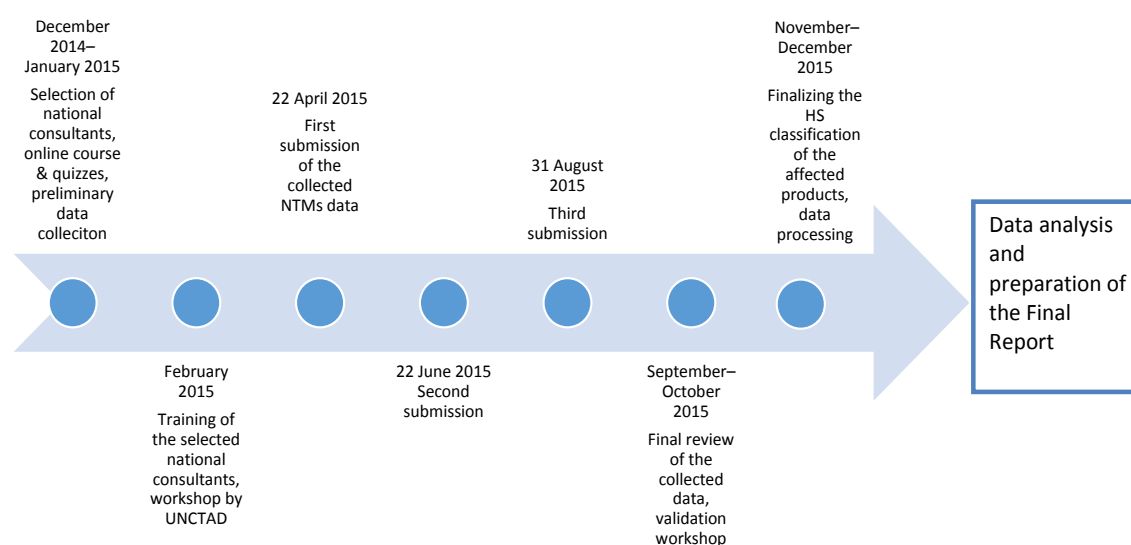 December
2014–
January 2015
Selection of
national
consultants,
online course
& quizzes,
preliminary
data
colleciton
February
2015
Training of
the selected
national
consultants,
workshop by
UNCTAD
22 April 2015
First
submission
of the
collected
NTMs data
22 June 2015
Second
submission
31 August
2015
Third
submission
September–
October
2015
Final review
of the
collected
data,
validation
workshop
November–
December
2015
Finalizing the
HS
classification
of the
affected
products,
data
processing
Data analysis
and
preparation of
the Final
Report